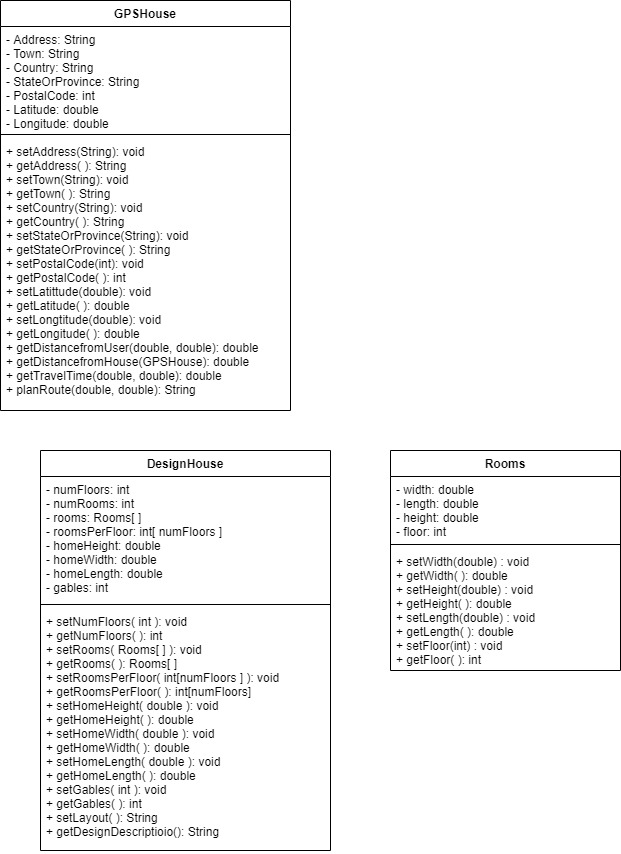 GPSHouse
- Address: String
- Town: String
- Country: String
- StateOrProvince: String
- PostalCode: int
- Latitude: double
- Longitude: double
+ setAddress(String): void
+ getAddress( ): String
+ setTown(String): void
+ getTown( ): String
+ setCountry(String): void
+ getCountry( ): String
+ setStateOrProvince(String): void
+ getStateOrProvince( ): String
+ setPostalCode(int): void
+ getPostalCode( ): int
+ setLatittude(double): void
+ getLatitude( ): double
+ setLongtitude(double): void
+ getLongitude( ): double
+ getDistancefromUser(double, double): double
+ getDistancefromHouse(GPSHouse): double
+ getTravelTime(double, double): double
+ planRoute(double, double): String
DesignHouse
- numFloors: int
- numRooms: int
- rooms: Rooms[ ]
- roomsPerFloor: int[ numFloors ]
- homeHeight: double
- homeWidth: double
- homeLength: double
- gables: int
+ setNumFloors( int ): void
+ getNumFloors( ): int
+ setRooms( Rooms[ ] ): void
+ getRooms( ): Rooms[ ]
+ setRoomsPerFloor( int[numFloors ] ): void
+ getRoomsPerFloor( ): int[numFloors]
+ setHomeHeight( double ): void
+ getHomeHeight( ): double
+ setHomeWidth( double ): void
+ getHomeWidth( ): double
+ setHomeLength( double ): void
+ getHomeLength( ): double
+ setGables( int ): void
+ getGables( ): int
+ setLayout( ): String
+ getDesignDescriptioio(): String
Rooms
- width: double
- length: double
- height: double
- floor: int
+ setWidth(double) : void
+ getWidth( ): double
+ setHeight(double) : void
+ getHeight( ): double
+ setLength(double) : void
+ getLength( ): double
+ setFloor(int) : void
+ getFloor( ): int